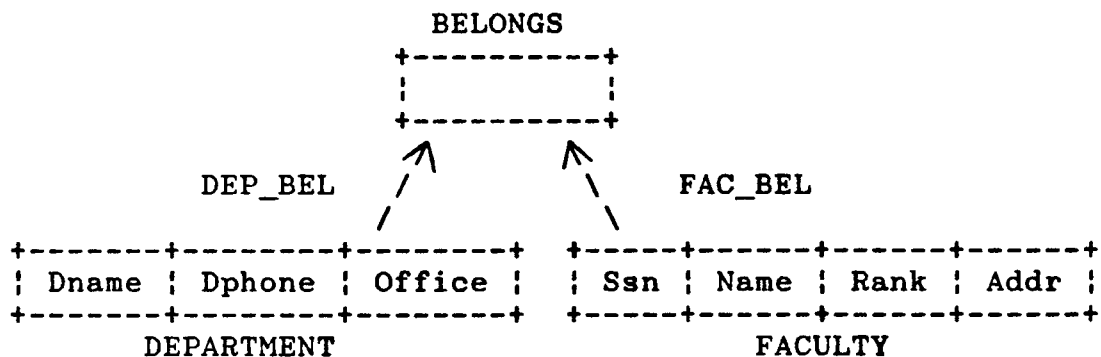 BELONGS
DEP_BEL FAC_BEL
Dname Dphone Office Ssn Name Rank Addr
DEPARTMENT FACULTY